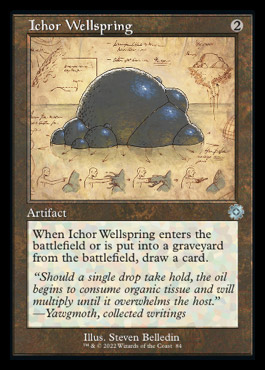 Ichor Wellspring 2
Artifact
When Ichor Wellspring enters the
battlefield or is put into a graveyard
from the battlefield, draw a card.
“Should a single drop take hold, the oil
begins to consume organic tissue and will
multiply until it overwhelms the host.”
—Yawgmoth, collected writings
Illus. Steven Belledin
™ & © 2022 Wizards of the Coast 84